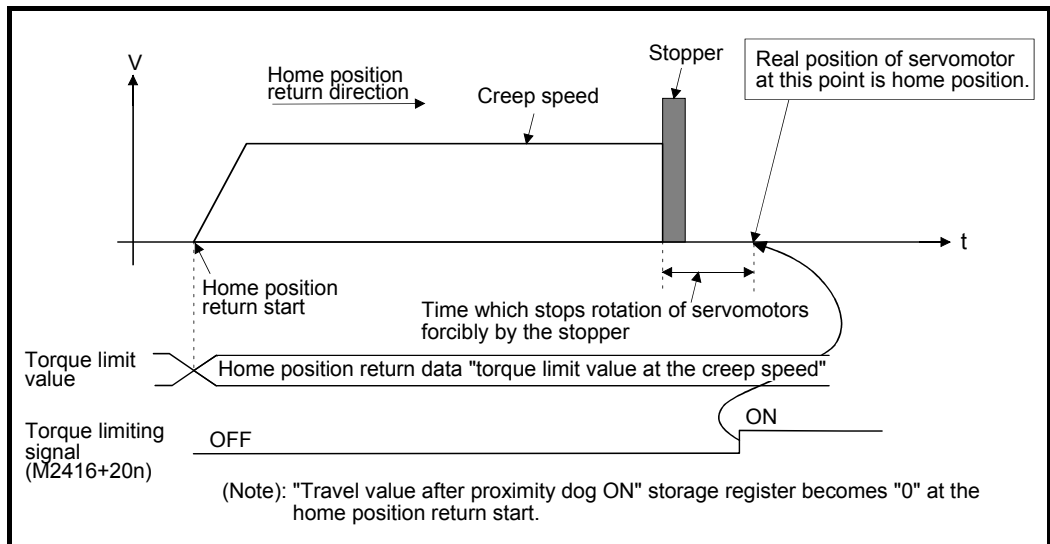 V
Home position
return direction
Creep speed
Stopper
Real position of servomotor
at this point is home position.
t
Home position
return start
Time which stops rotation of servomotors
forcibly by the stopper
Torque limit
value
Home position return data "torque limit value at the creep speed"
Torque limiting
signal
(M2416+20n)
OFF
ON
(Note): "Travel value after proximity dog ON" storage register becomes "0" at the
home position return start.